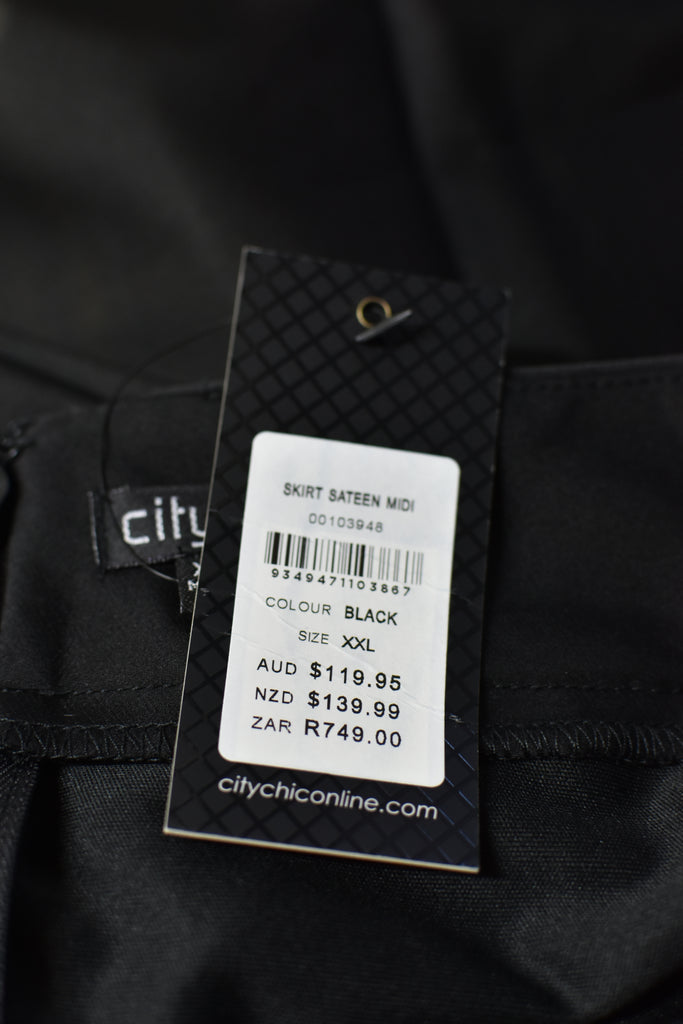 SKIRT SATEEN MIDI
00103948
9349471103867
COLOUR BLACK
SIZE XXL
AUD $119.95
NZD $139.99
ZAR R749.00
citychiconline.com
city